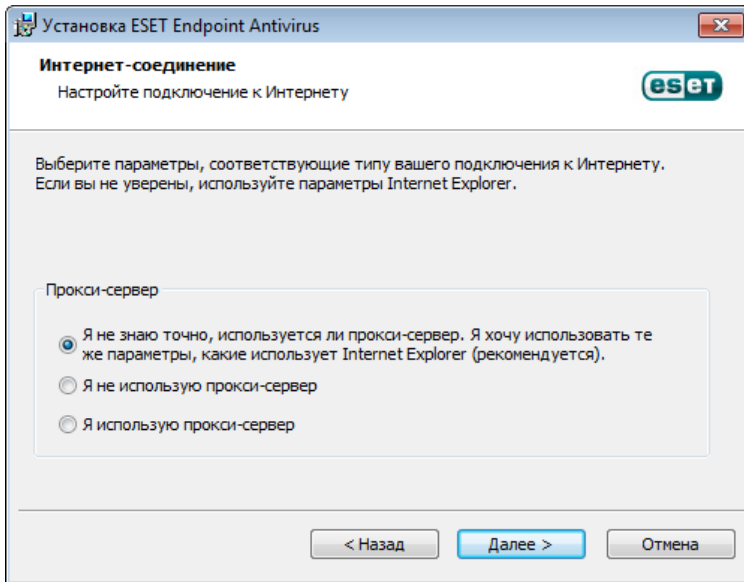 Установка ESET Endpoint Antivirus
Интернет-соединение
Настройте подключение к Интернету
eset
Выберите параметры, соответствующие типу вашего подключения к Интернету.
Если вы не уверены, используйте параметры Internet Explorer.
Прокси-сервер
Я не знаю точно, используется ли прокси-сервер. Я хочу использовать те
же параметры, какие использует Internet Explorer (рекомендуется).
Я не использую прокси-сервер
Я использую прокси-сервер
< Назад
Далее >
Отмена